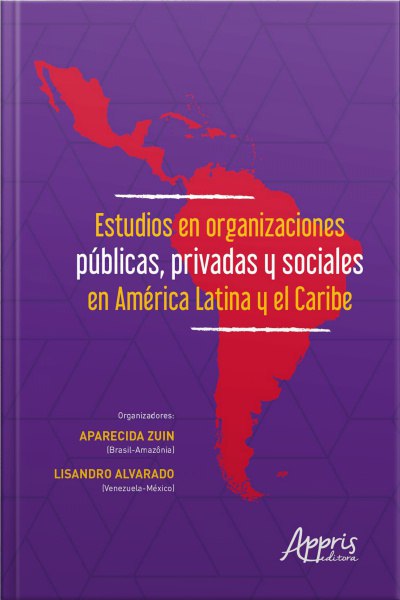 Estudios en organizaciones
públicas, privadas y sociales
en América Latina y el Caribe
Organizadores:
APARECIDA ZUIN
(Brasil-Amazônia)
LISANDRO ALVARADO
(Venezuela-México)
Appris
editora